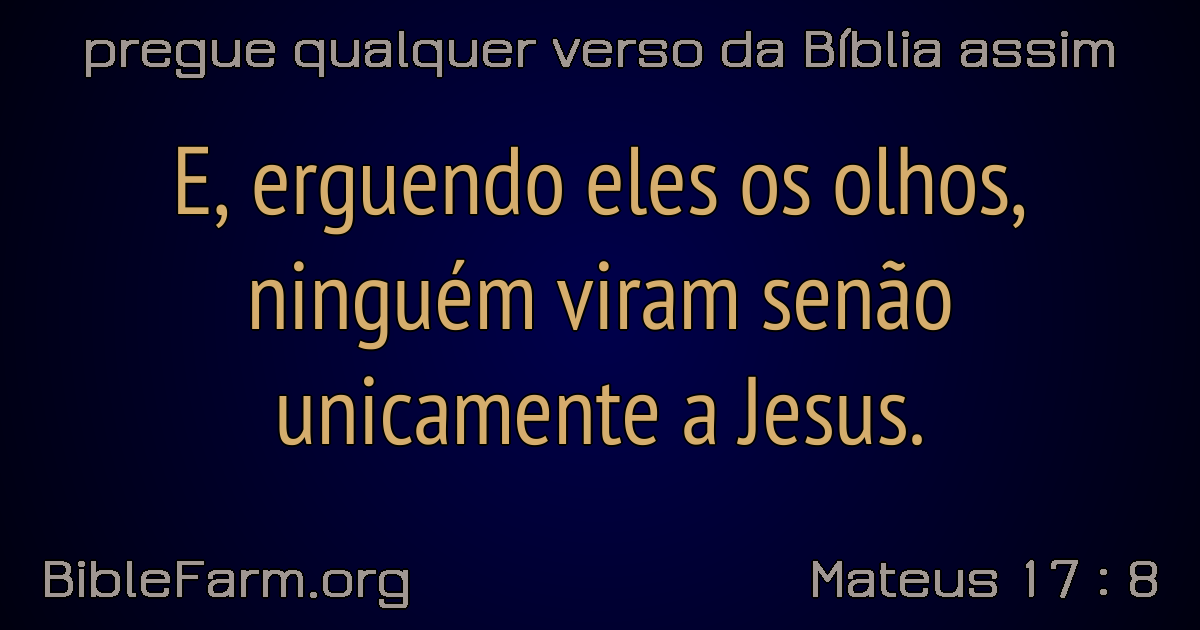 pregue qualquer verso da Bíblia assim
E, erguendo eles os olhos,
ninguém viram senão
unicamente a Jesus.
BibleFarm.org
Mateus 17 : 8